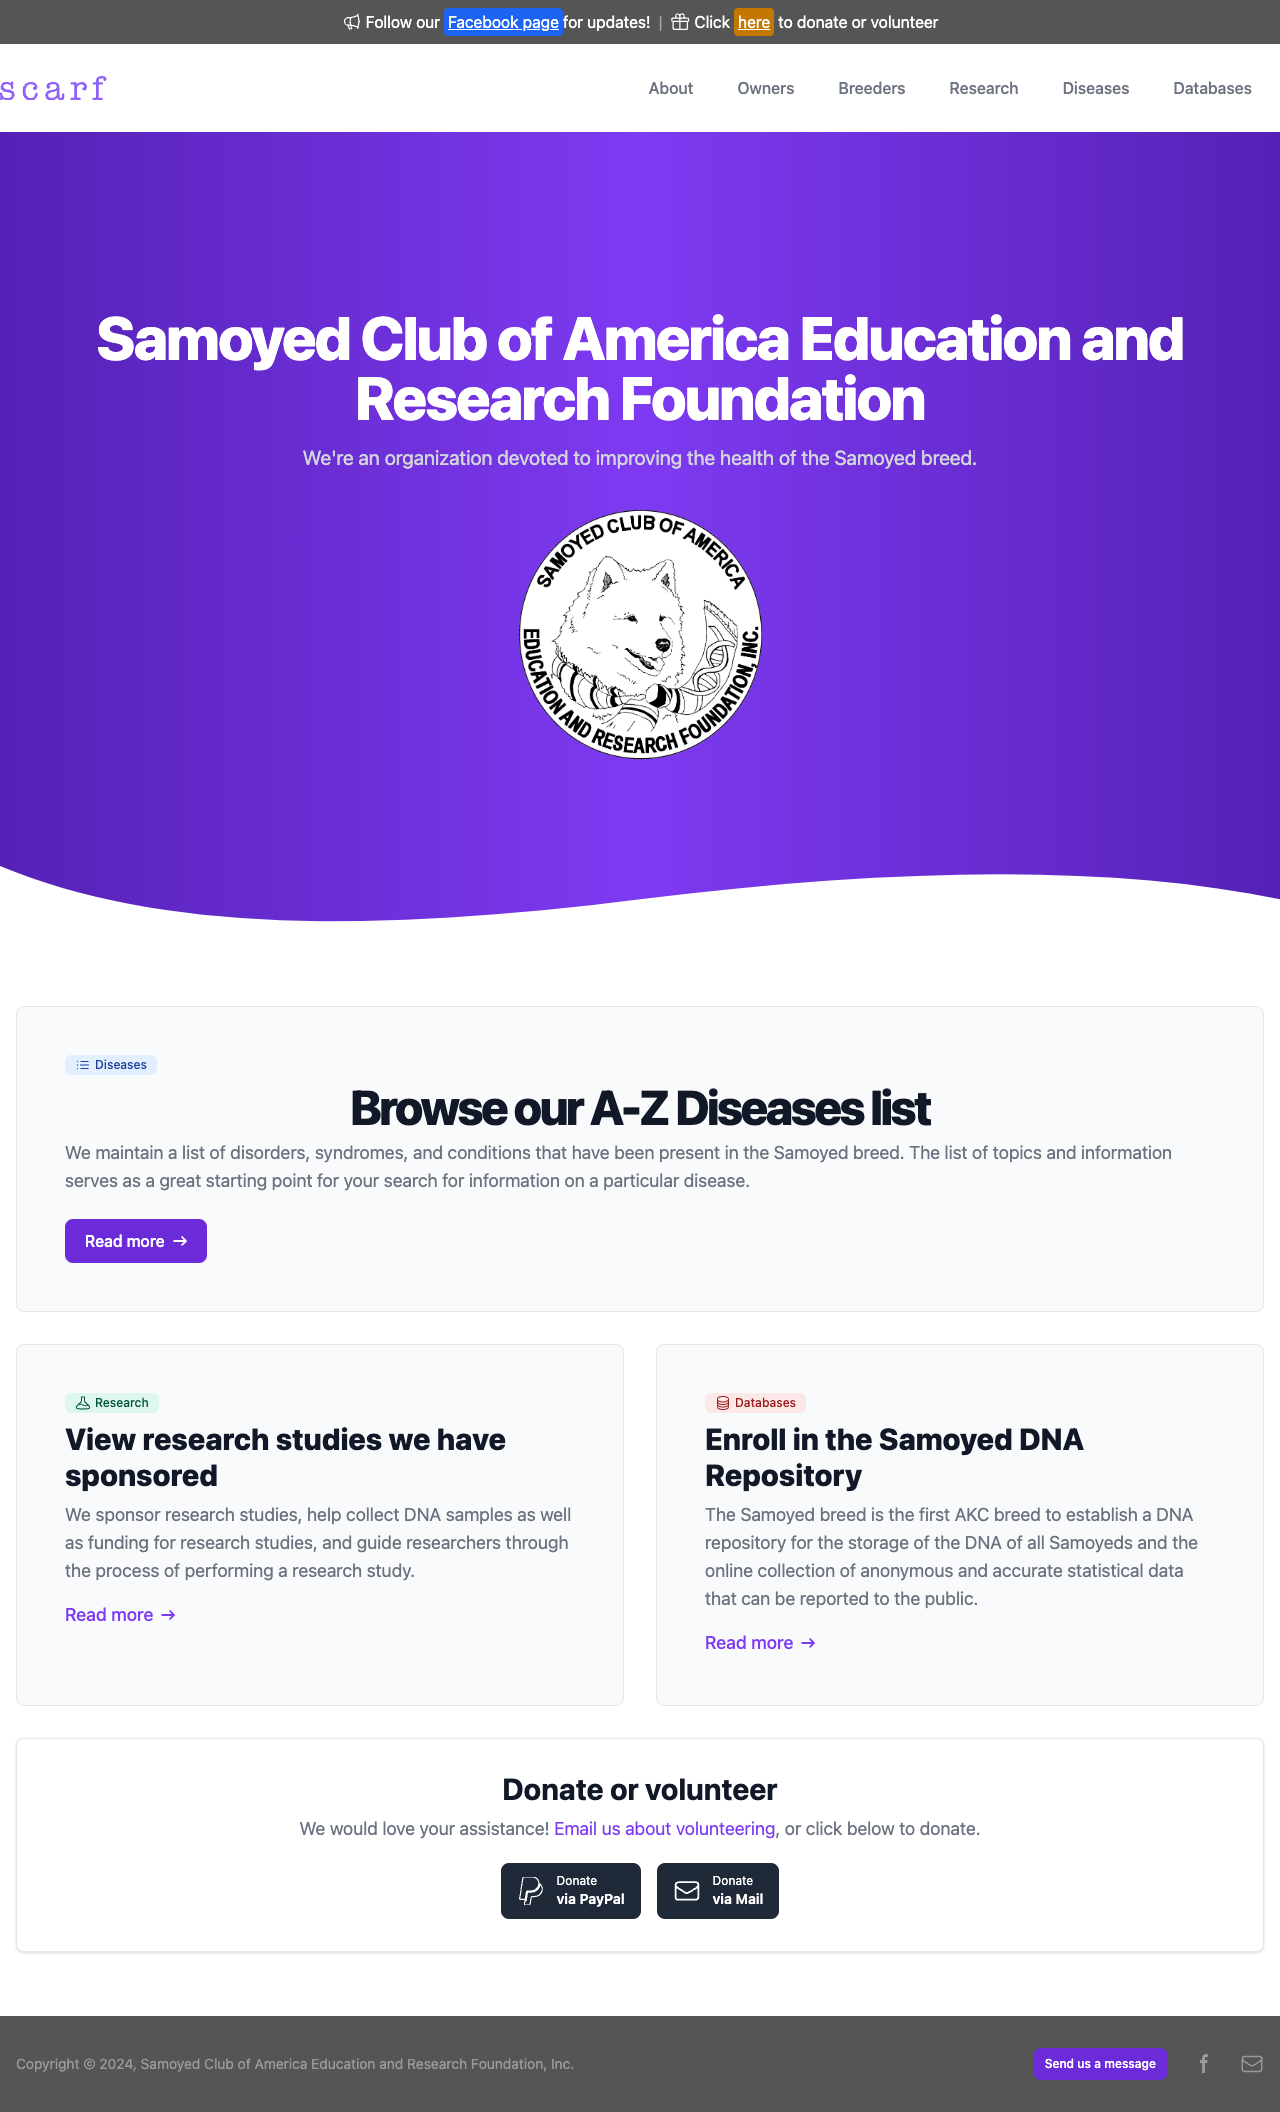 Follow our Facebook page for updates! | Click here to donate or volunteer
scarf
About Owners Breeders Research Diseases Databases
Samoyed Club of America Education and
Research Foundation
We're an organization devoted to improving the health of the Samoyed breed.
SAMOYED CLUB OF AMERICA
EDUCATION AND RESEARCH FOUNDATION, INC.
Diseases
Browse our A-Z Diseases list
We maintain a list of disorders, syndromes, and conditions that have been present in the Samoyed breed. The list of topics and information
serves as a great starting point for your search for information on a particular disease.
Read more
Research
View research studies we have
sponsored
We sponsor research studies, help collect DNA samples as well
as funding for research studies, and guide researchers through
the process of performing a research study.
Read more
Databases
Enroll in the Samoyed DNA
Repository
The Samoyed breed is the first AKC breed to establish a DNA
repository for the storage of the DNA of all Samoyeds and the
online collection of anonymous and accurate statistical data
that can be reported to the public.
Read more
Donate or volunteer
We would love your assistance! Email us about volunteering, or click below to donate.
Donate
via PayPal
Donate
via Mail
Copyright © 2024, Samoyed Club of America Education and Research Foundation, Inc.
Send us a message